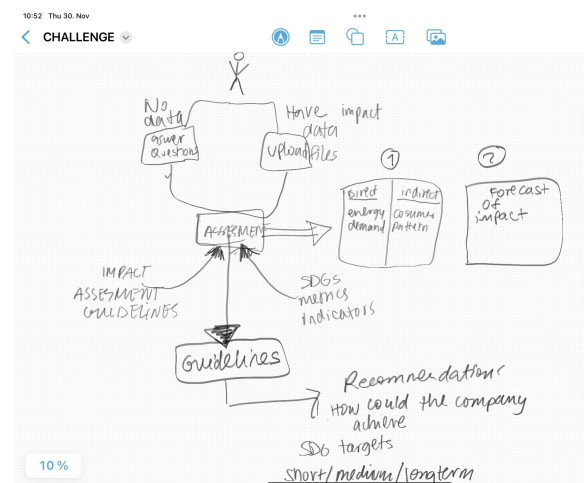 10:52 Thu 30. Nov
CHALLENGE
No
data
Have impact
data
answer
Questions
upload files
1
2
Direct
indirect
energy
demand
cosumer
pattern
Forecast
of
impact
ASSESMENT
IMPACT
ASSESMENT
GUIDELINES
SDGS
metrics
indicators
Guidelines
Recommendations
How could the company
achieve
SDG targets
short/medium/longterm
10 %